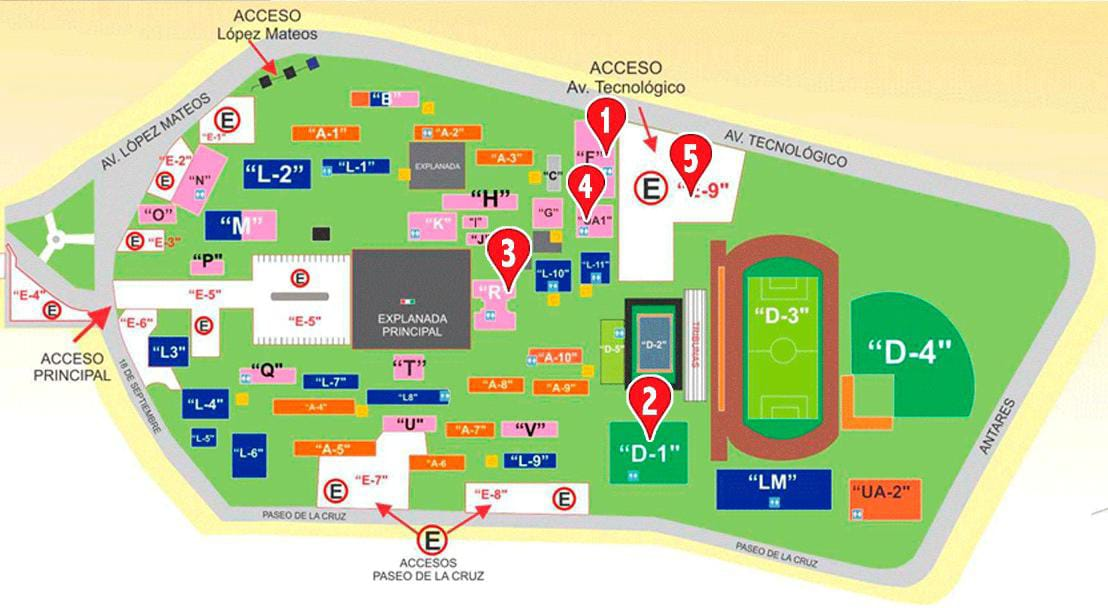 ACCESO
López Mateos
AV. LÓPEZ MATEOS
ACCESO
Av. Tecnológico
AV. TECNOLÓGICO
E
"E-1"
"B"
"A-1"
"A-2"
"A-3"
EXPLANADA
"C"
"F"
1
5
E
"E-9"
4
"UA1"
"E-2"
E
"N"
"L-2"
"L-1"
"H"
"O"
"M"
"K"
"I"
"J"
"G"
3
E
"E-3"
"P"
"L-10"
"L-11"
"E-4"
E
"E-5"
E
"E-5"
EXPLANADA
PRINCIPAL
"R"
"E-6"
E
ACCESO
PRINCIPAL
18 DE SEPTIEMBRE
"L3"
"Q"
"L-7"
"T"
"A-10"
"A-8"
"A-9"
"D-5"
"D-2"
TRIBUNAS
"D-3"
"D-4"
ANTARES
"L-4"
"A-4"
"L8"
2
"L-5"
"L-6"
"A-5"
"U"
"A-7"
"V"
"A-6
"L-9"
"D-1"
"LM"
"UA-2"
E
"E-7"
"E-8"
E
PASEO DE LA CRUZ
E
ACCESOS
PASEO DE LA CRUZ
PASEO DE LA CRUZ